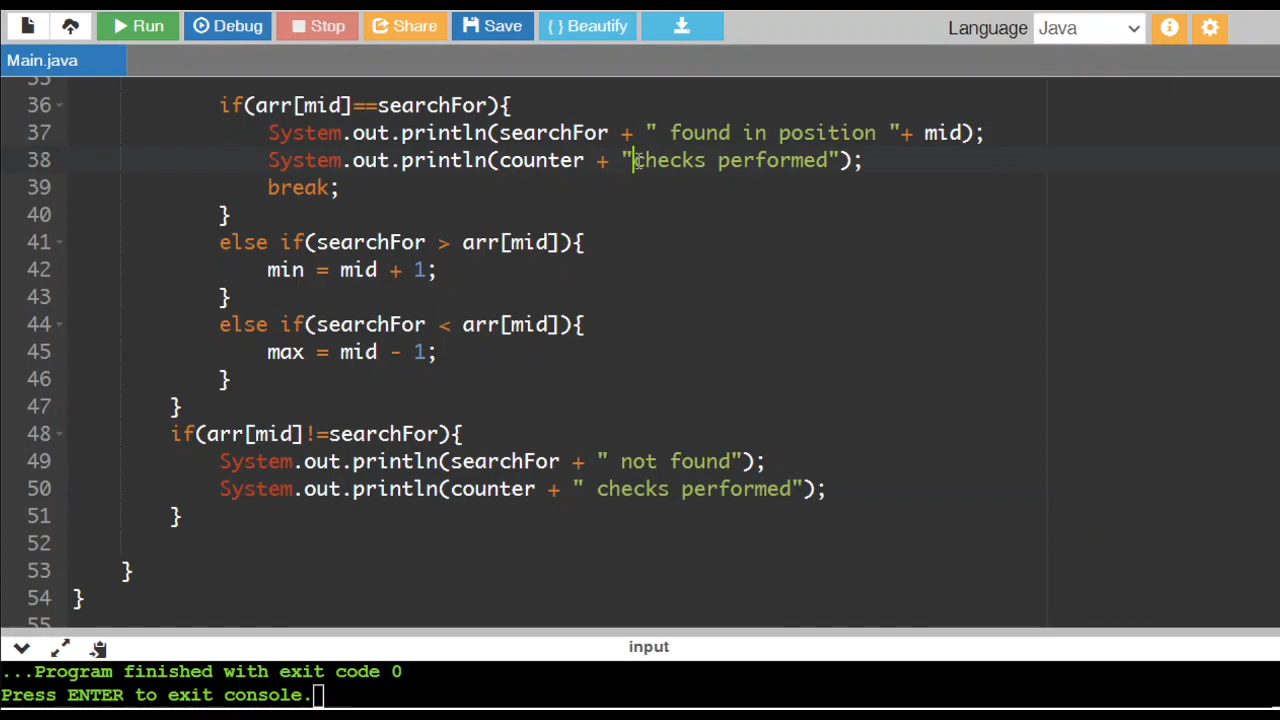 Run Debug Stop Share Save { } Beautify Language Java
Main.java
35
36 if(arr[mid]==searchFor){
37 System.out.println(searchFor + " found in position "+ mid);
38 System.out.println(counter + "checks performed");
39 break;
40 }
41 else if(searchFor > arr[mid]){
42 min = mid + 1;
43 }
44 else if(searchFor < arr[mid]){
45 max = mid - 1;
46 }
47 }
48 if(arr[mid]!=searchFor){
49 System.out.println(searchFor + " not found");
50 System.out.println(counter + " checks performed");
51 }
52
53 }
54 }
55
input
...Program finished with exit code 0
Press ENTER to exit console.